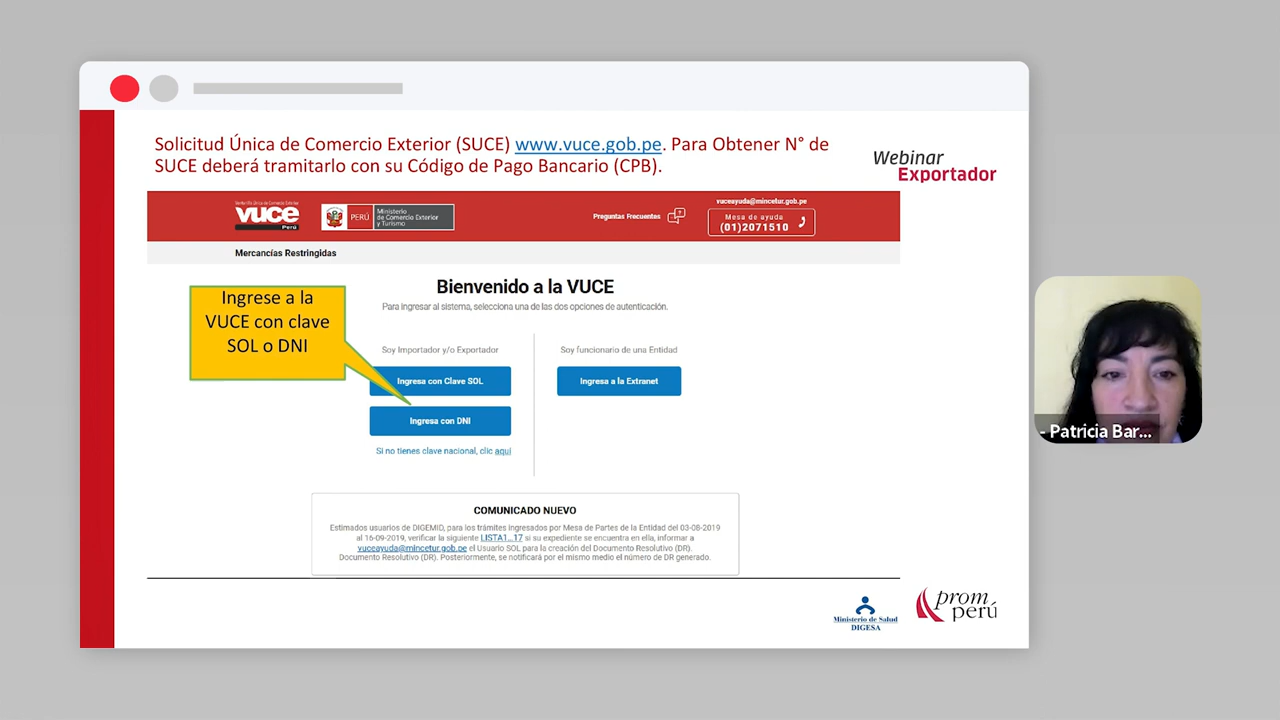 Solicitud Única de Comercio Exterior (SUCE) www.vuce.gob.pe. Para Obtener N° de
SUCE deberá tramitarlo con su Código de Pago Bancario (CPB).
Webinar
Exportador
vuce
Perú
PERÚ
Ministerio
de Comercio Exterior
y Turismo
Preguntas Frecuentes
vuceayuda@mincetur.gob.pe
Mesa de ayuda
(01)2071510
Mercancías Restringidas
Bienvenido a la VUCE
Para ingresar al sistema, selecciona una de las dos opciones de autenticación.
Ingrese a la
VUCE con clave
SOL o DNI
Soy Importador y/o Exportador
Ingresa con Clave SOL
Ingresa con DNI
Si no tienes clave nacional, clic aquí
Soy funcionario de una Entidad
Ingresa a la Extranet
COMUNICADO NUEVO
Estimados usuarios de DIGEMID, para los trámites ingresados por Mesa de Partes de la Entidad del 03-08-2019
al 16-09-2019, verificar la siguiente LISTA1..17 si su expediente se encuentra en ella, informar a
vuceayuda@mincetur.gob.pe el Usuario SOL para la creación del Documento Resolutivo (DR).
Documento Resolutivo (DR). Posteriormente, se notificará por el mismo medio el número de DR generado.
Ministerio de Salud
DIGESA
prom
perú
- Patricia Bar...